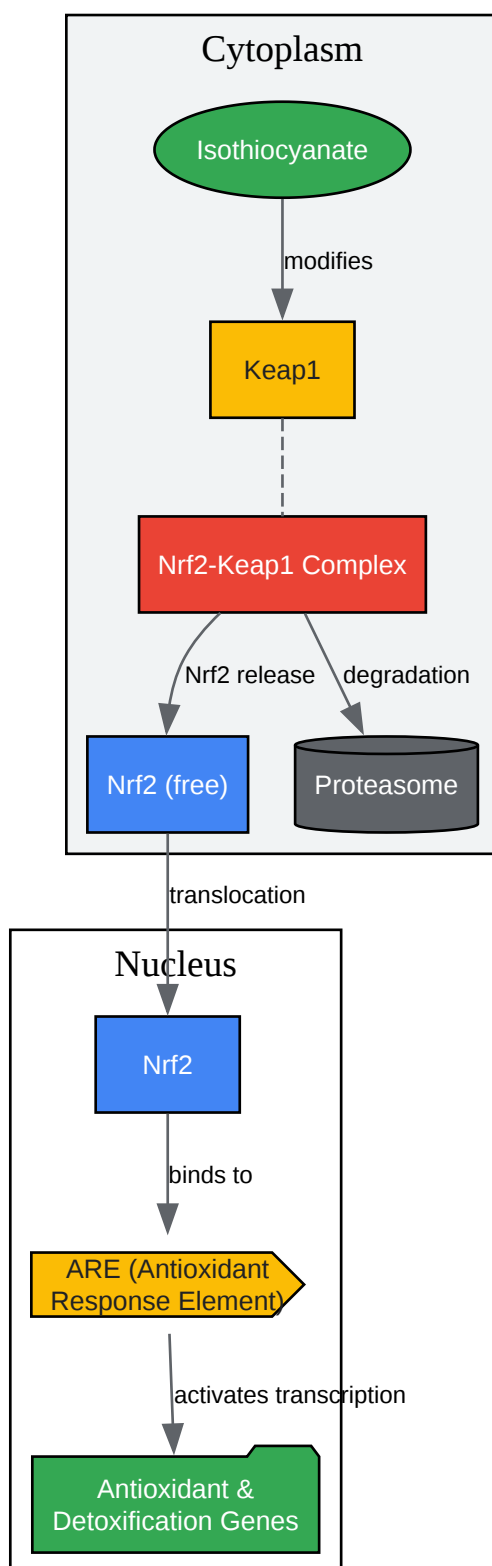 Cytoplasm
Isothiocyanate
modifies
Keap1
Nrf2-Keap1 Complex
Nrf2 release
degradation
Nrf2 (free)
Proteasome
translocation
Nucleus
Nrf2
binds to
ARE (Antioxidant
Response Element)
activates transcription
Antioxidant &
Detoxification Genes